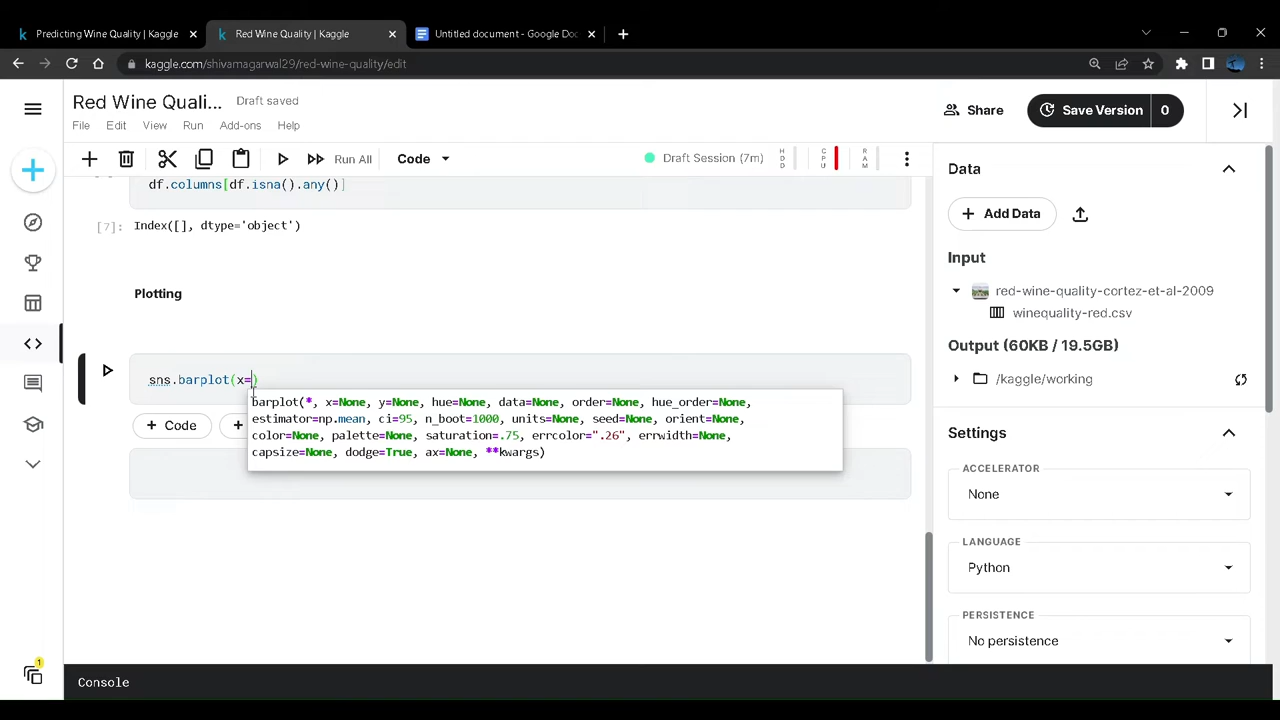 Predicting Wine Quality | Kaggle
Red Wine Quality | Kaggle
Untitled document - Google Doc
kaggle.com/shivamagarwal29/red-wine-quality/edit
Red Wine Quali... Draft saved
File Edit View Run Add-ons Help
Share
Save Version 0
Run All
Code
Draft Session (7m)
HDD
CPU
RAM
df.columns[df.isna().any()]
[7]: Index([], dtype='object')
Plotting
sns.barplot(x=)
barplot(*, x=None, y=None, hue=None, data=None, order=None, hue_order=None,
estimator=np.mean, ci=95, n_boot=1000, units=None, seed=None, orient=None,
color=None, palette=None, saturation=.75, errcolor=".26", errwidth=None,
capsize=None, dodge=True, ax=None, **kwargs)
+ Code
+
Data
+ Add Data
Input
red-wine-quality-cortez-et-al-2009
winequality-red.csv
Output (60KB / 19.5GB)
/kaggle/working
Settings
ACCELERATOR
None
LANGUAGE
Python
PERSISTENCE
No persistence
1
Console